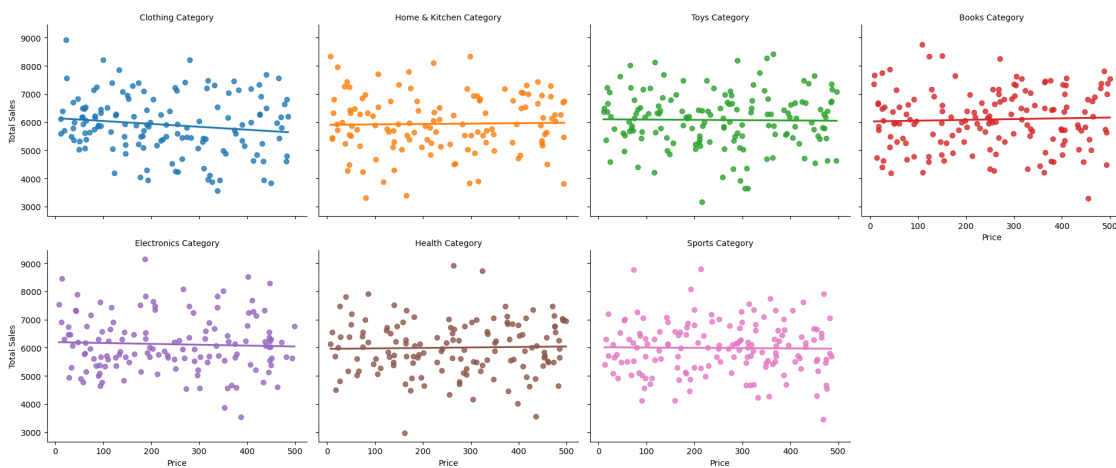 Clothing Category
Home & Kitchen Category
Toys Category
Books Category
9000
8000
7000
6000
5000
4000
3000
Total Sales
0 100 200 300 400 500
Price
Electronics Category
Health Category
Sports Category
9000
8000
7000
6000
5000
4000
3000
Total Sales
0 100 200 300 400 500
Price
0 100 200 300 400 500
Price
0 100 200 300 400 500
Price